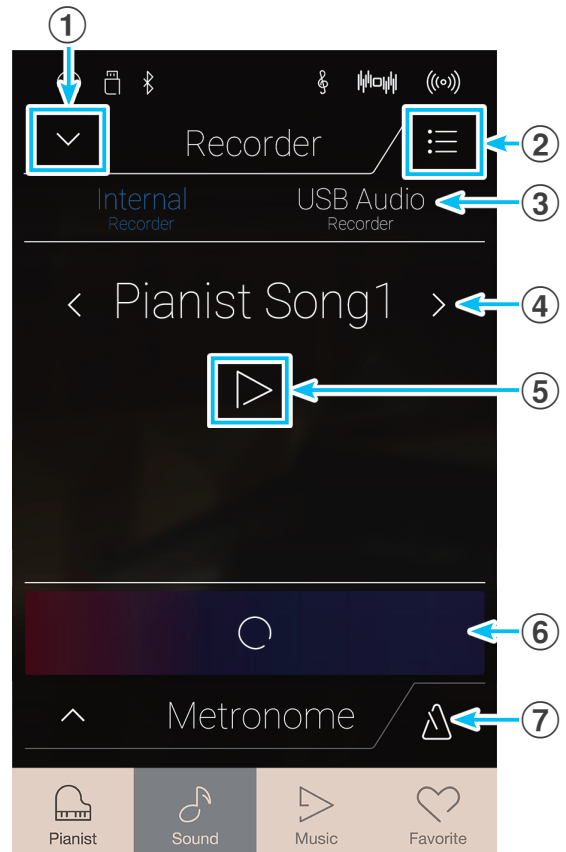 1
Recorder
2
Internal
Recorder
USB Audio
Recorder
3
Pianist Song1
4
5
6
Metronome
7
Pianist
Sound
Music
Favorite